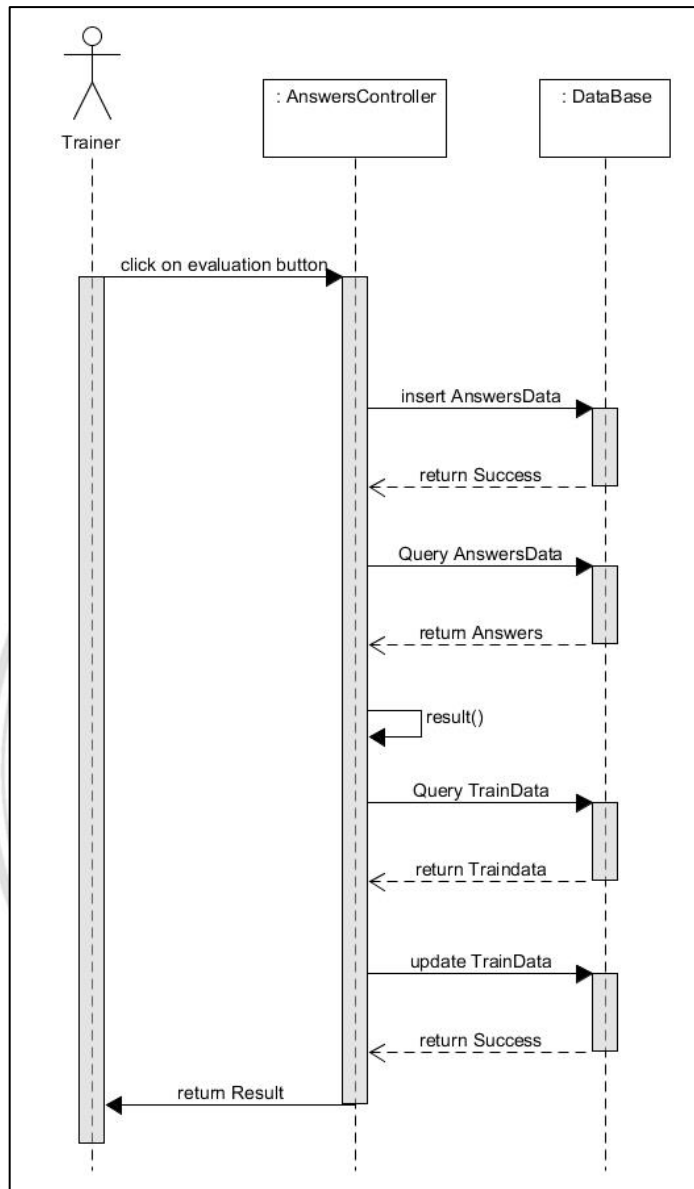 : AnswersController
: DataBase
Trainer
click on evaluation button
insert AnswersData
return Success
Query AnswersData
return Answers
result()
Query TrainData
return Traindata
update TrainData
return Success
return Result